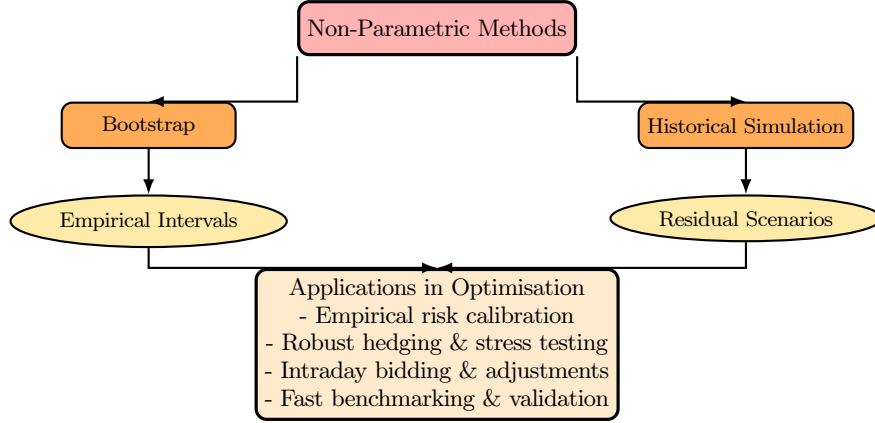 Non-Parametric Methods
Bootstrap
Historical Simulation
Empirical Intervals
Residual Scenarios
Applications in Optimisation
- Empirical risk calibration
- Robust hedging & stress testing
- Intraday bidding & adjustments
- Fast benchmarking & validation